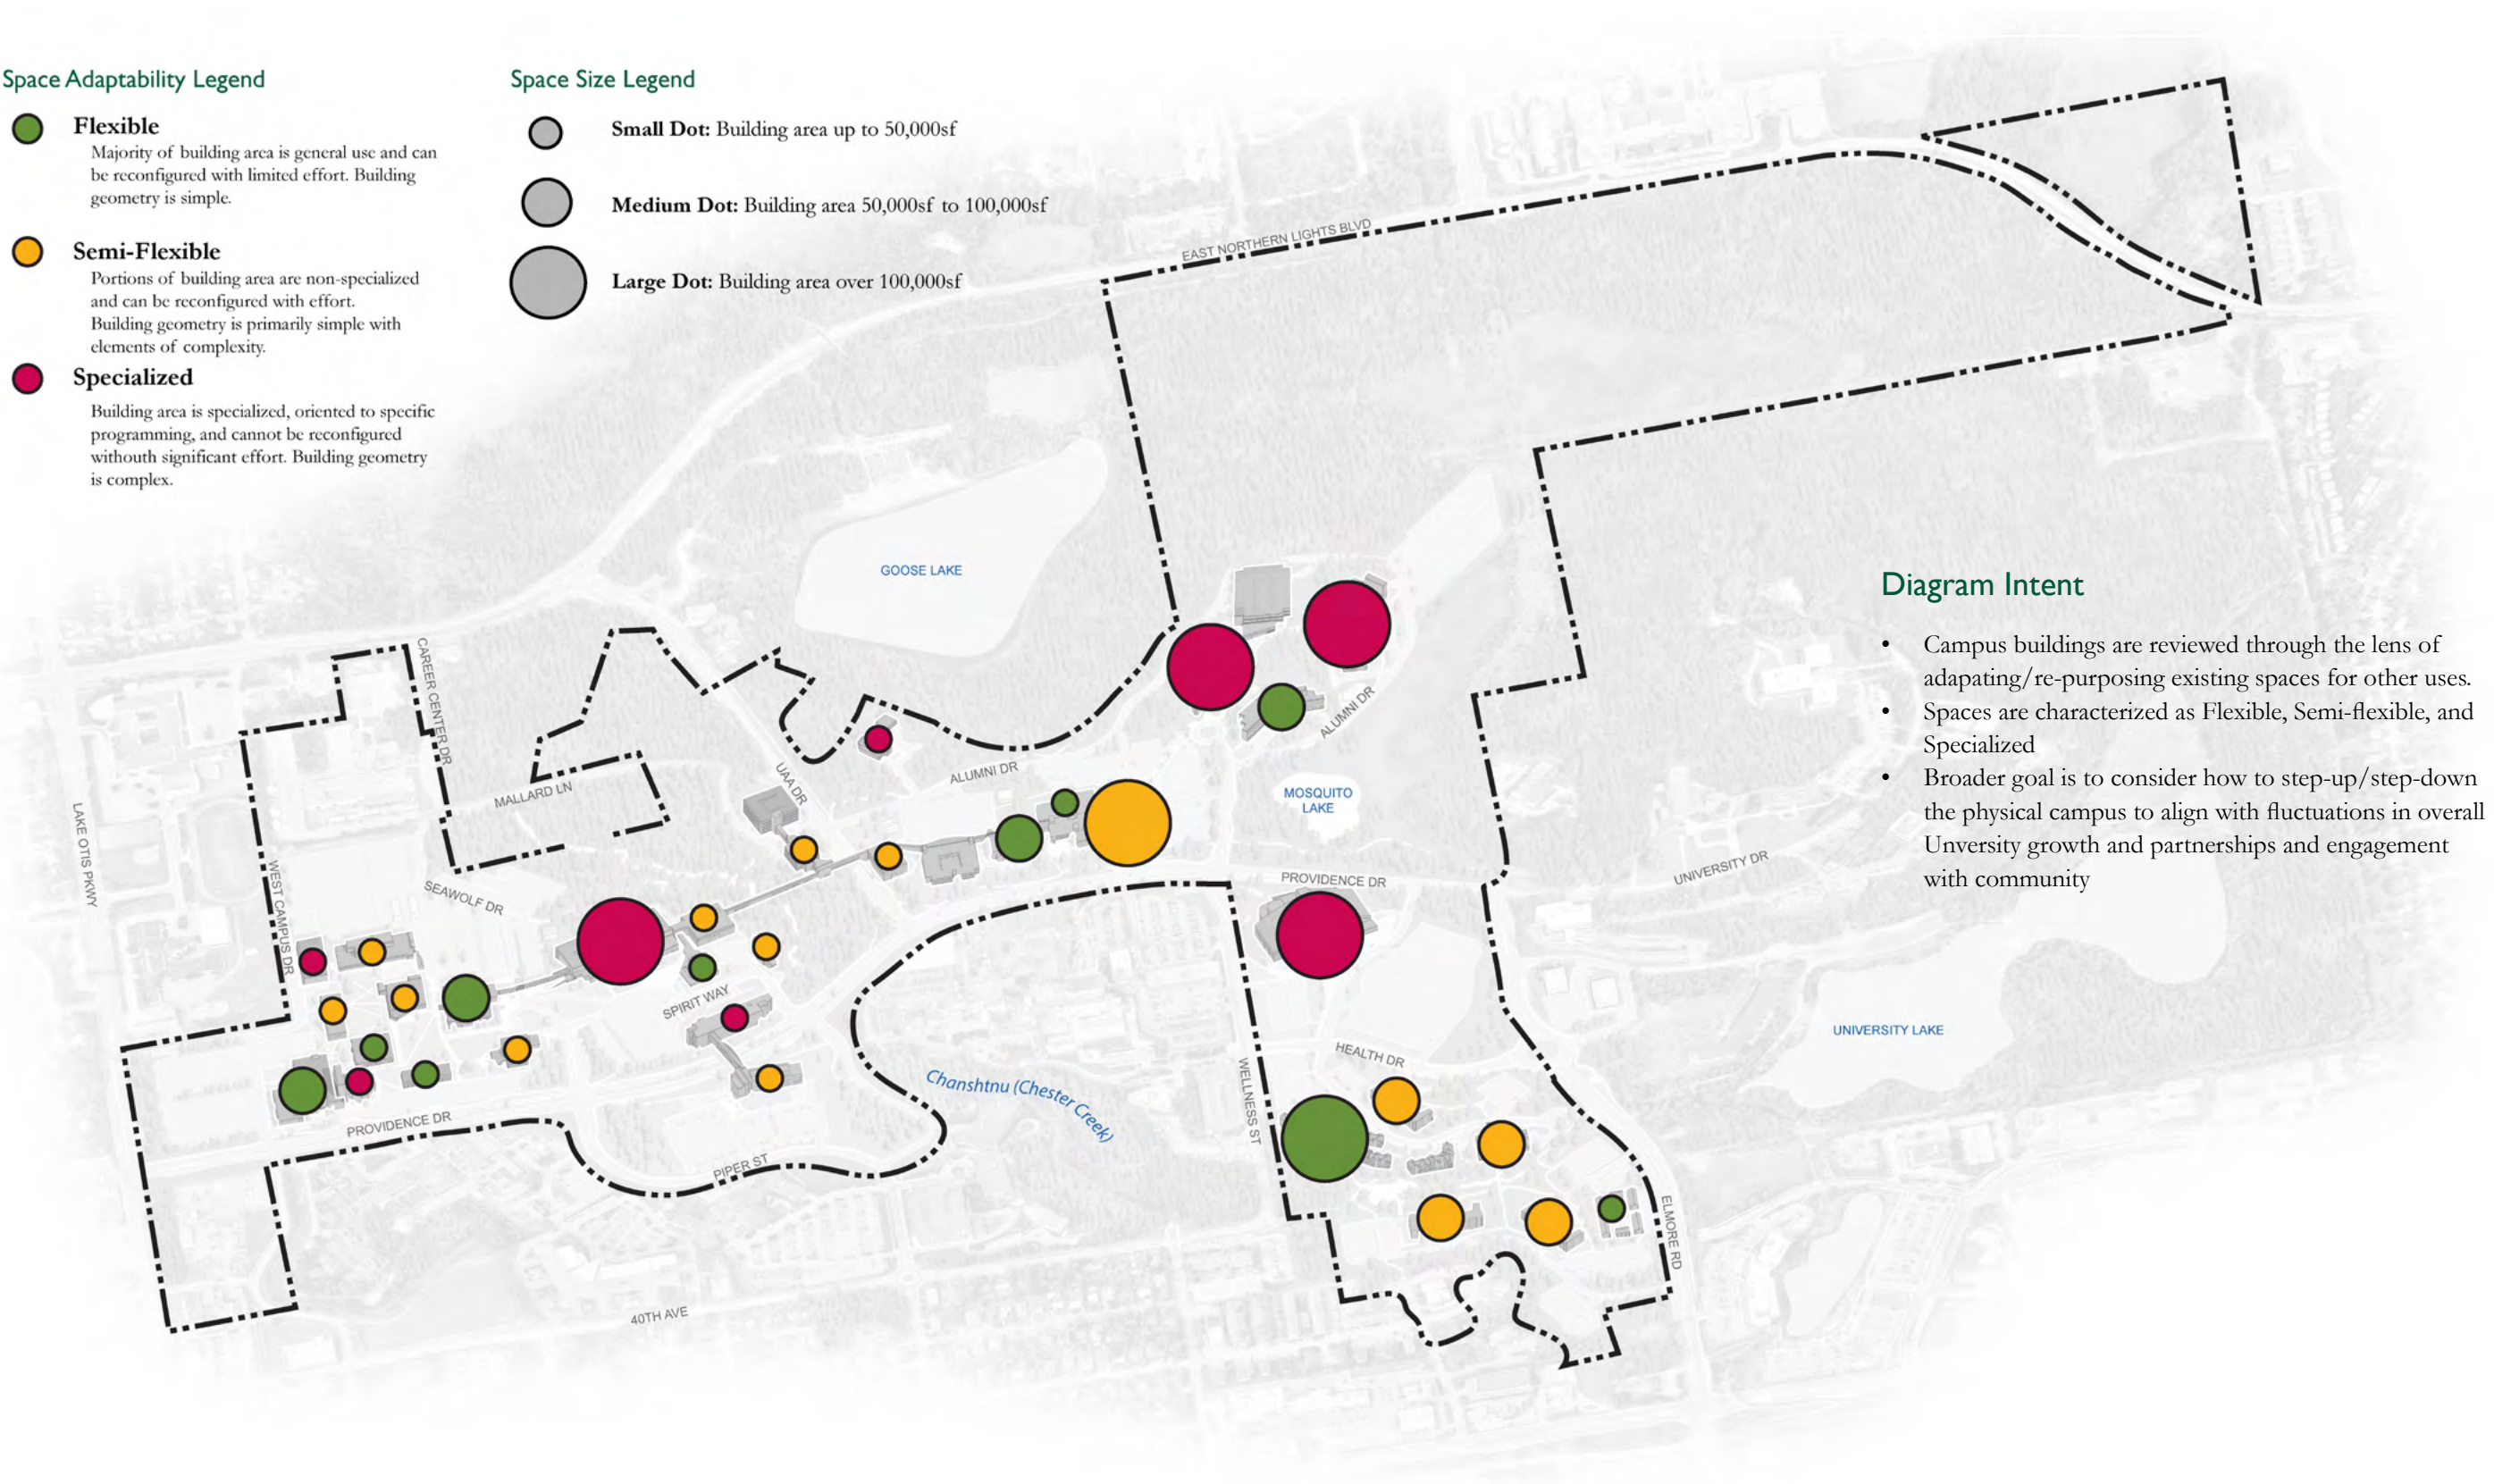 Space Adaptability Legend
Flexible
Majority of building area is general use and can
be reconfigured with limited effort. Building
geometry is simple.
Semi-Flexible
Portions of building area are non-specialized
and can be reconfigured with effort.
Building geometry is primarily simple with
elements of complexity.
Specialized
Building area is specialized, oriented to specific
programming, and cannot be reconfigured
withouth significant effort. Building geometry
is complex.
Space Size Legend
Small Dot: Building area up to 50,000sf
Medium Dot: Building area 50,000sf to 100,000sf
Large Dot: Building area over 100,000sf
EAST NORTHERN LIGHTS BLVD
GOOSE LAKE
CAREER CENTER DR
MALLARD LN
UAA DR
ALUMNI DR
ALUMNI DR
MOSQUITO
LAKE
LAKE OTIS PKWY
WEST CAMPUS DR
SEAWOLF DR
PROVIDENCE DR
UNIVERSITY DR
SPIRIT WAY
UNIVERSITY LAKE
HEALTH DR
WELLNESS ST
Chanshtnu (Chester Creek)
PROVIDENCE DR
PIPER ST
ELMORE RD
40TH AVE
Diagram Intent
• Campus buildings are reviewed through the lens of
adapating/re-purposing existing spaces for other uses.
• Spaces are characterized as Flexible, Semi-flexible, and
Specialized
• Broader goal is to consider how to step-up/step-down
the physical campus to align with fluctuations in overall
Unversity growth and partnerships and engagement
with community